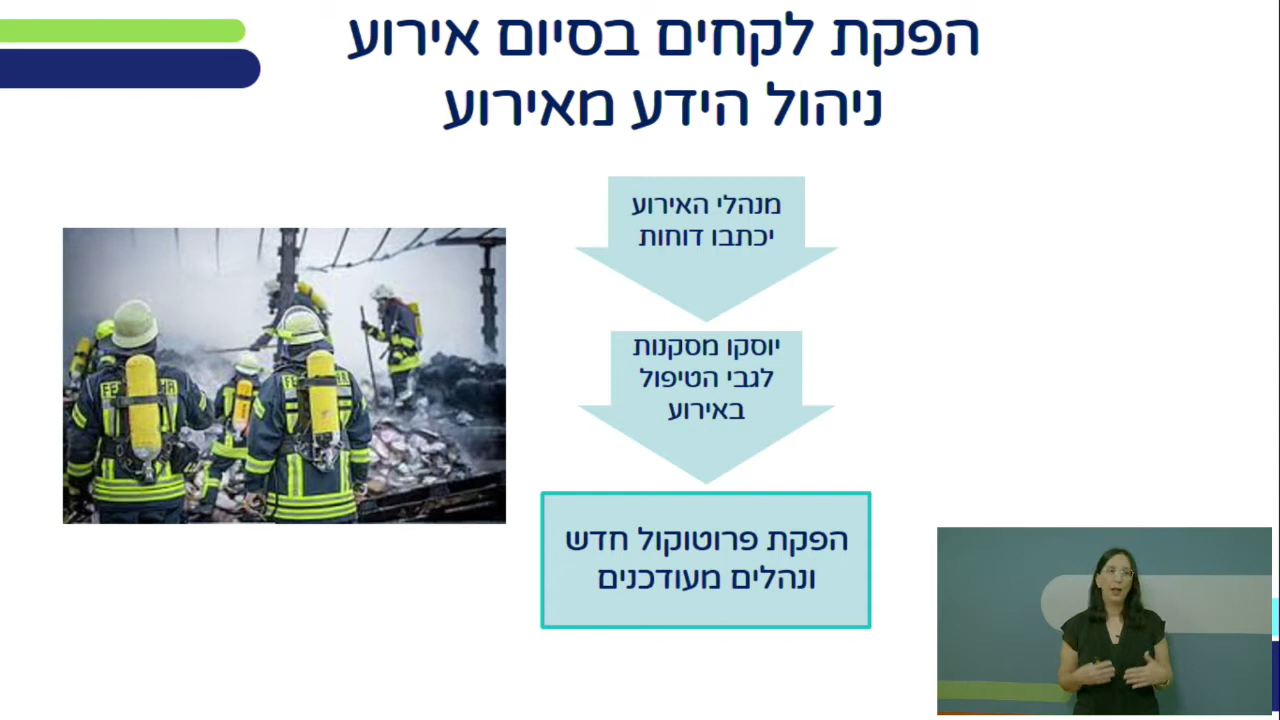 הפקת לקחים בסיום אירוע
ניהול הידע מאירוע
מנהלי האירוע
יכתבו דוחות
יוסקו מסקנות
לגבי הטיפול
באירוע
הפקת פרוטוקול חדש
ונהלים מעודכנים